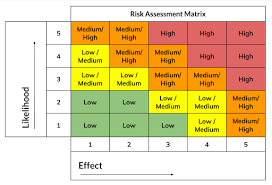 Risk Assessment Matrix
Likelihood
5 Medium/ Medium/ High High High
High High
4 Low / Medium/ Medium/ High High
Medium High High
3 Low / Low / Medium/ Medium/ High
Medium Medium High High
2 Low Low Low / Low / Medium/
Medium Medium High
1 Low Low Low Low / Medium/
Medium High
1 2 3 4 5
Effect